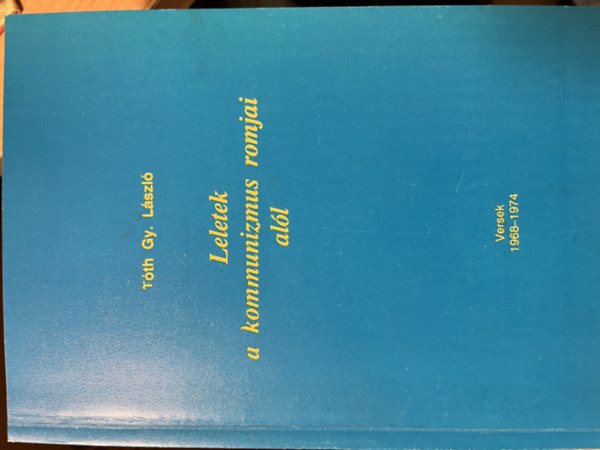 Tóth Gy. László
Leletek
a kommunizmus romjai
alól
Versek
1968–1974